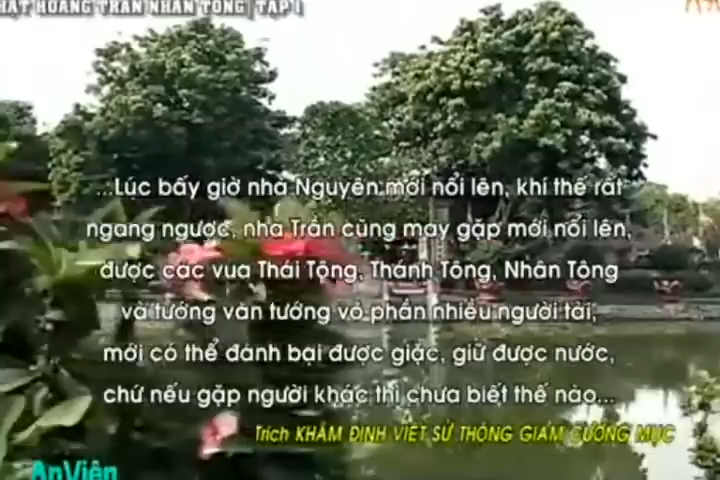 HẬT HOÀNG TRẦN NHÂN TÔNG | TẬP 1
...Lúc bấy giờ nhà Nguyên mới nổi lên, khí thế rất
ngang ngược, nhà Trần cũng may gặp mới nổi lên,
được các vua Thái Tông, Thánh Tông, Nhân Tông
và tướng văn tướng võ phần nhiều người tài,
mới có thể đánh bại được giặc, giữ được nước,
chứ nếu gặp người khác thì chưa biết thế nào...
Trích KHÂM ĐỊNH VIỆT SỬ THÔNG GIÁM CƯƠNG MỤC
AnViên